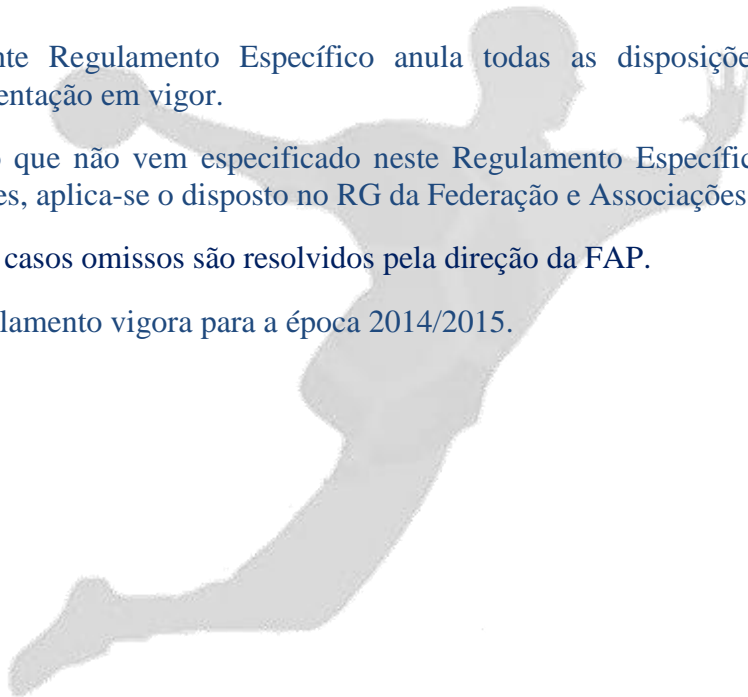 nte Regulamento Específico anula todas as disposiçõe
entação em vigor.
o que não vem especificado neste Regulamento Específic
es, aplica-se o disposto no RG da Federação e Associações
casos omissos são resolvidos pela direção da FAP.
lamento vigora para a época 2014/2015.